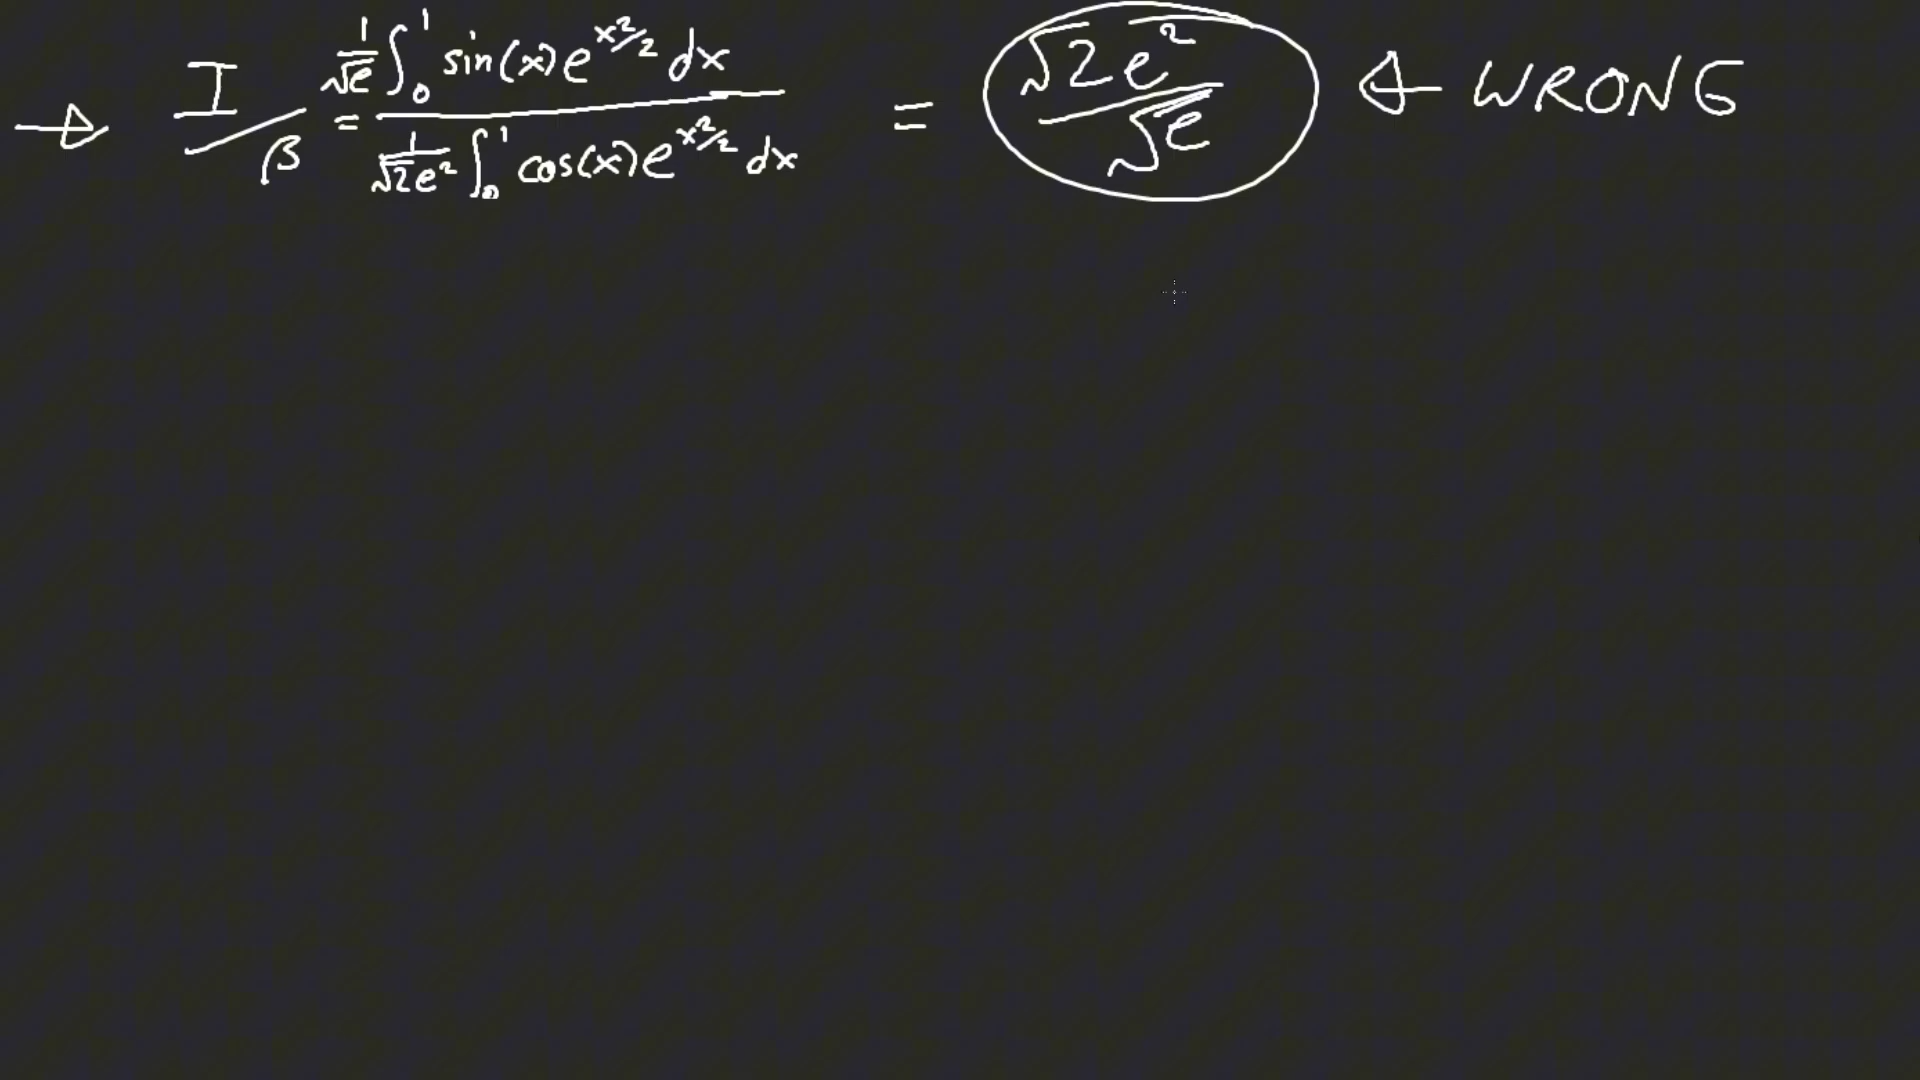 → I/β = (1/√e ∫₀¹ sin(x)e^(x²/2) dx) / (1/(√2e²) ∫₀¹ cos(x)e^(x²/2) dx) = √2e²/√e ← WRONG